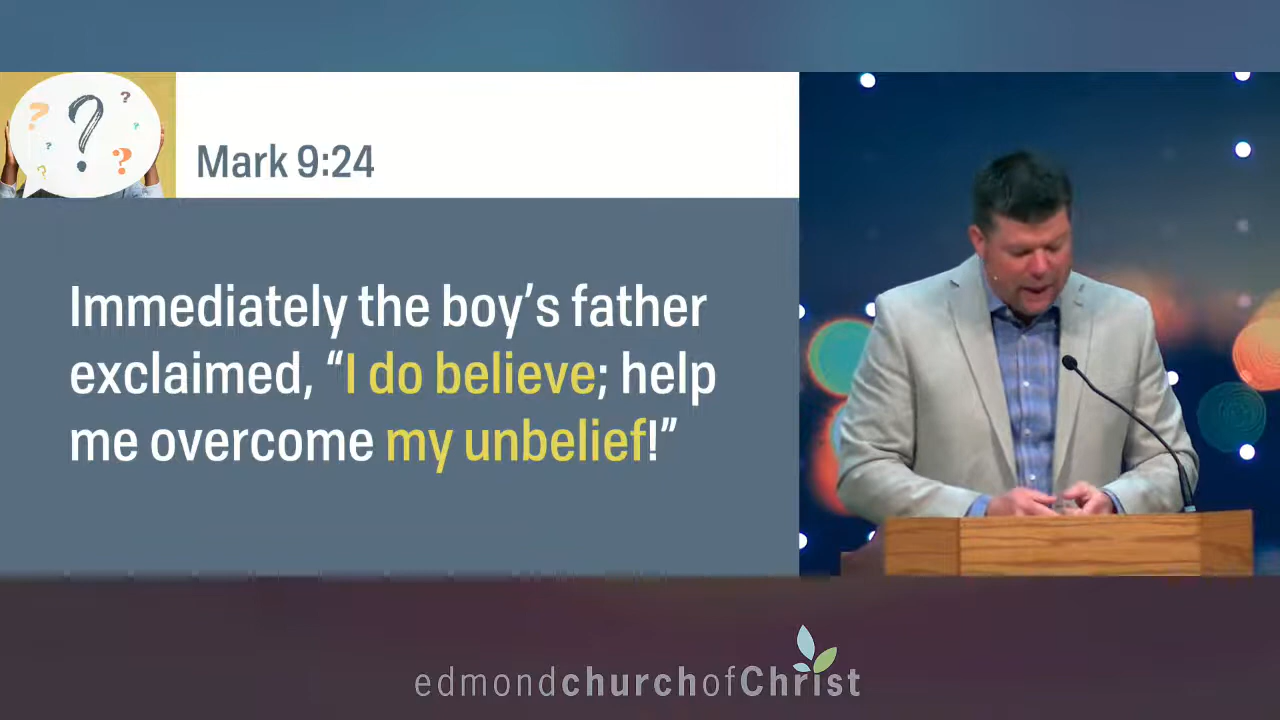 Mark 9:24
Immediately the boy's father
exclaimed, “I do believe; help
me overcome my unbelief!”
edmondchurchofChrist